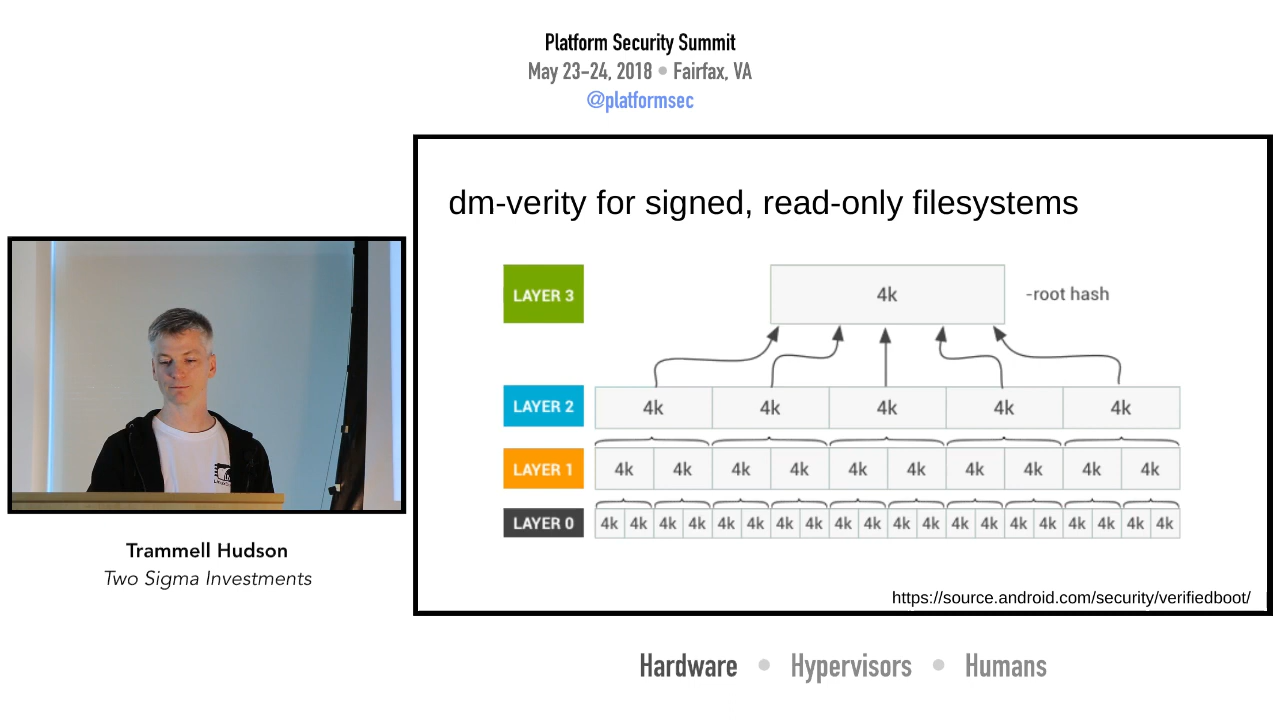 Platform Security Summit
May 23-24, 2018 • Fairfax, VA
@platformsec
dm-verity for signed, read-only filesystems
LAYER 3
4k
-root hash
LAYER 2
4k 4k 4k 4k 4k
LAYER 1
4k 4k 4k 4k 4k 4k 4k 4k 4k 4k
LAYER 0
4k 4k 4k 4k 4k 4k 4k 4k 4k 4k 4k 4k 4k 4k 4k 4k 4k 4k 4k 4k
https://source.android.com/security/verifiedboot/
Trammell Hudson
Two Sigma Investments
Hardware • Hypervisors • Humans